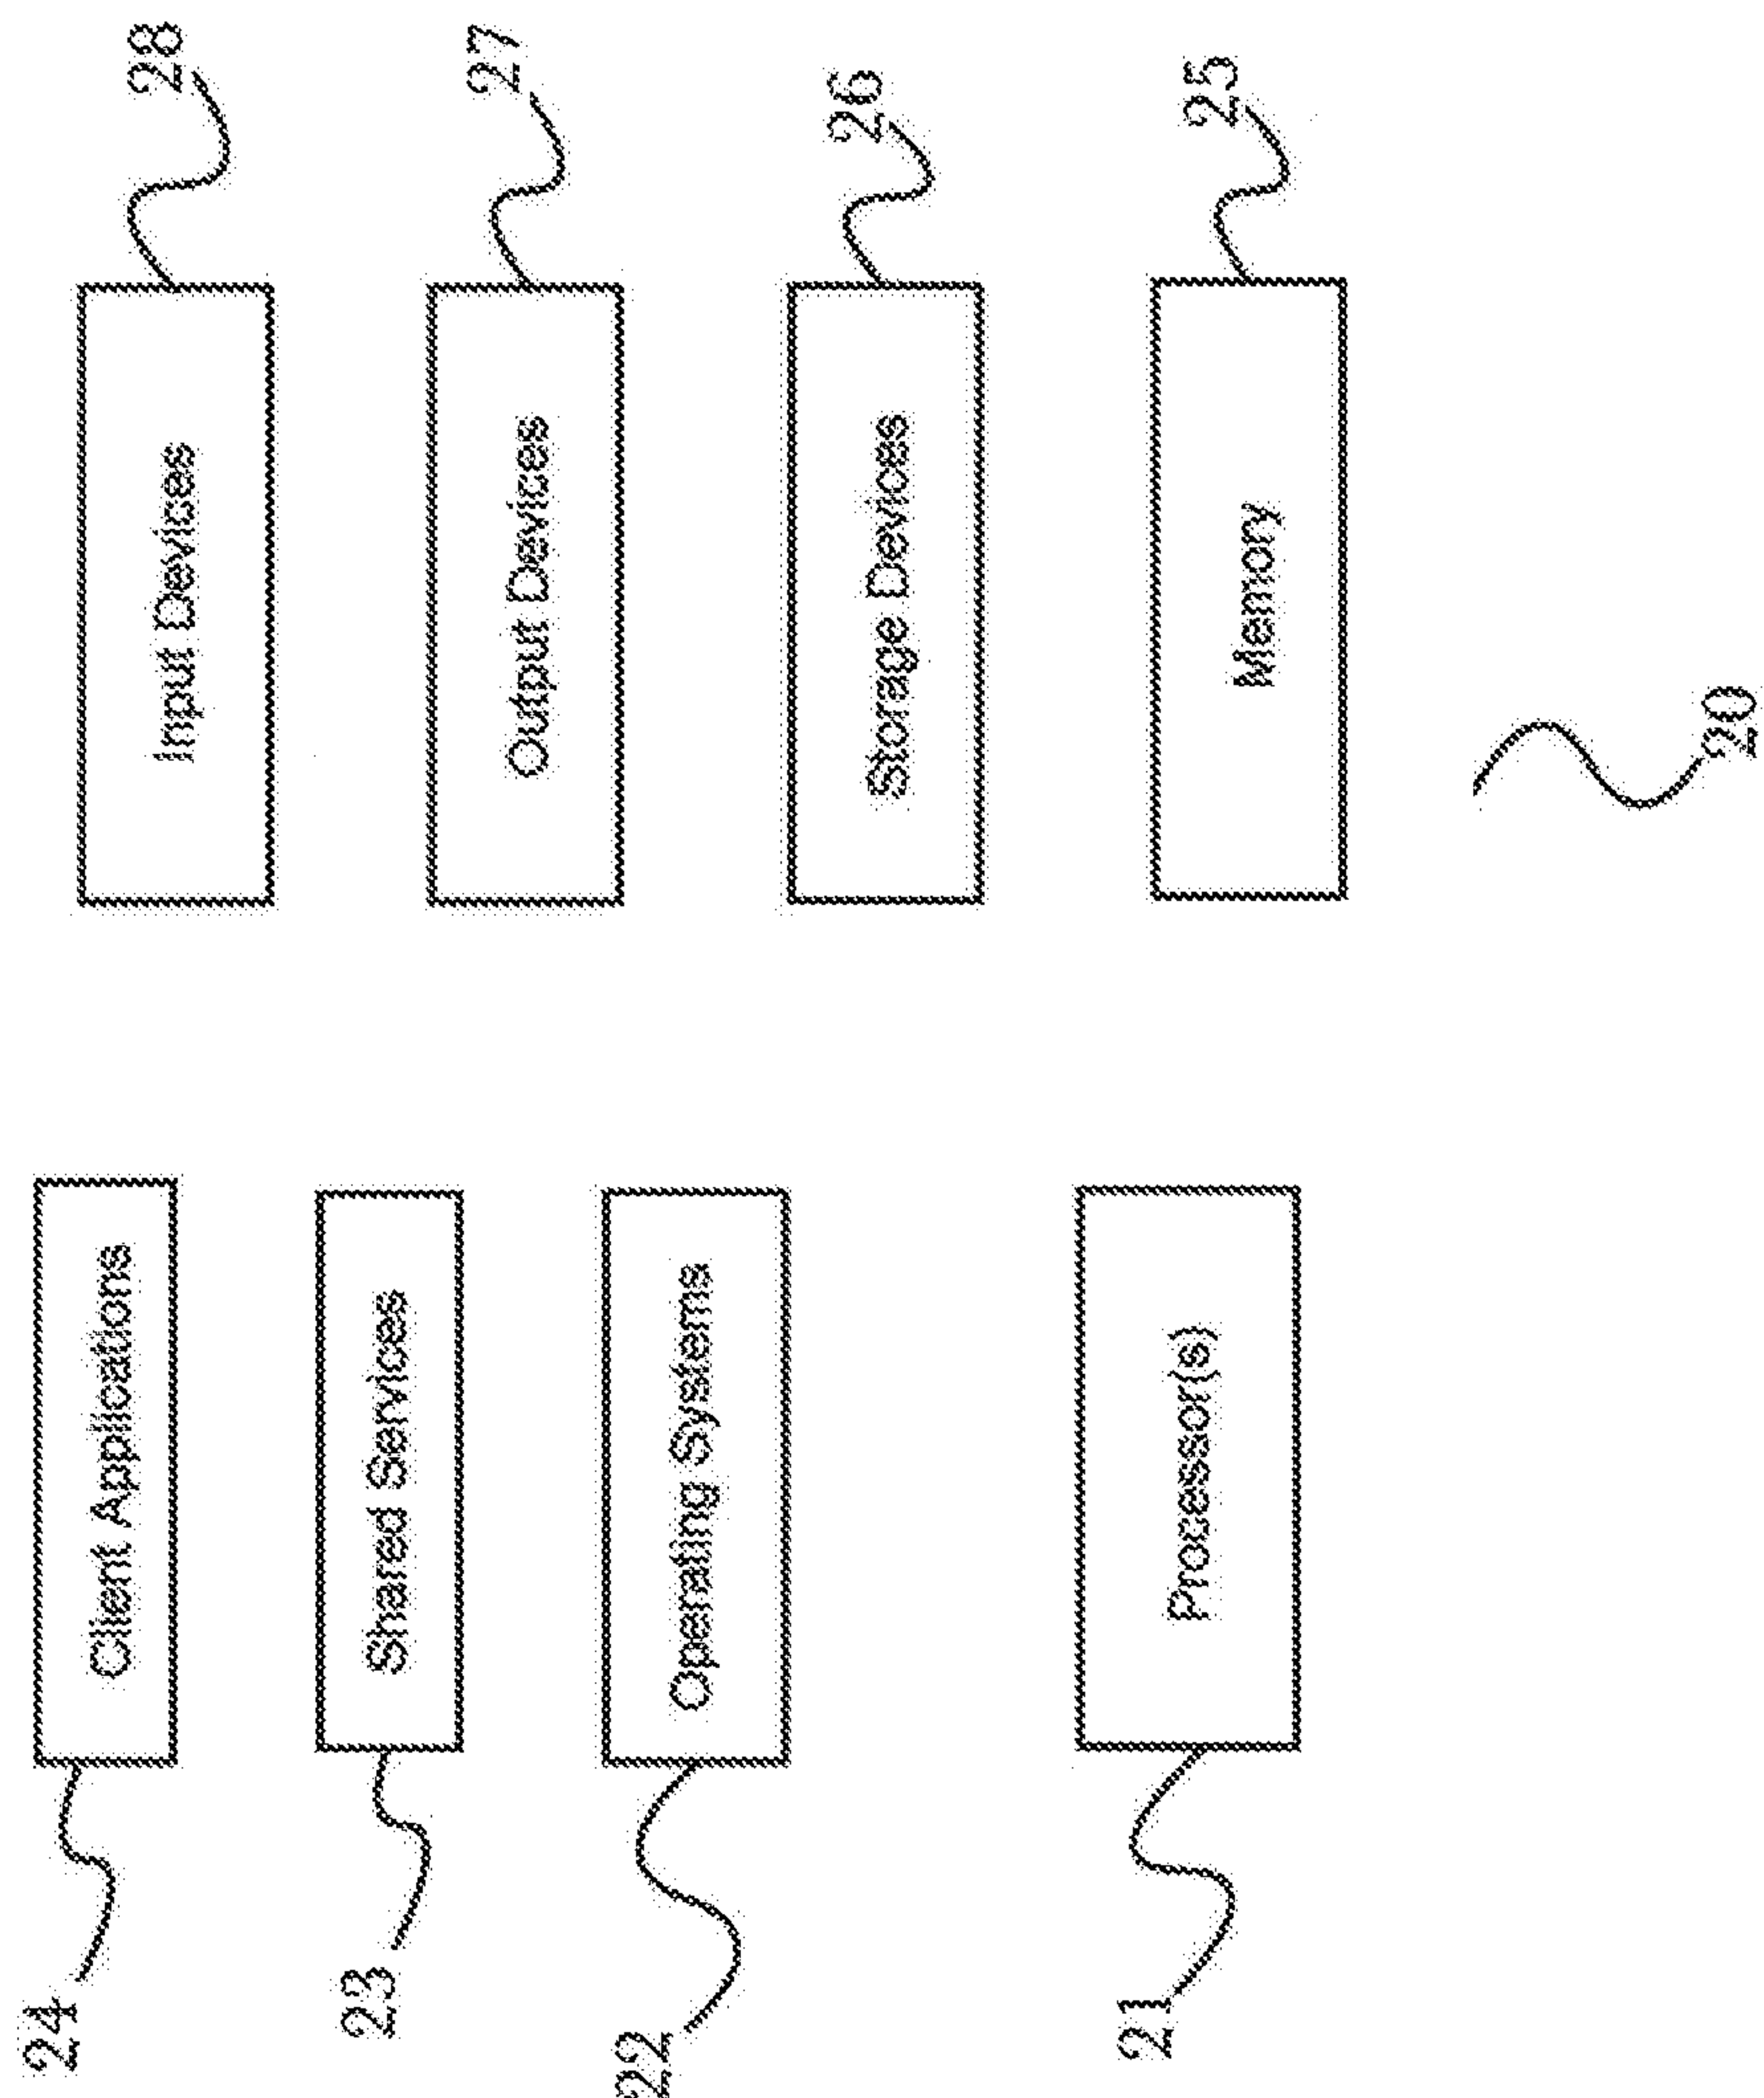 24
Client Applications
Input Devices
28
23
Shared Services
Output Devices
27
22
Operating Systems
Storage Devices
26
21
Processor(s)
Memory
25
20